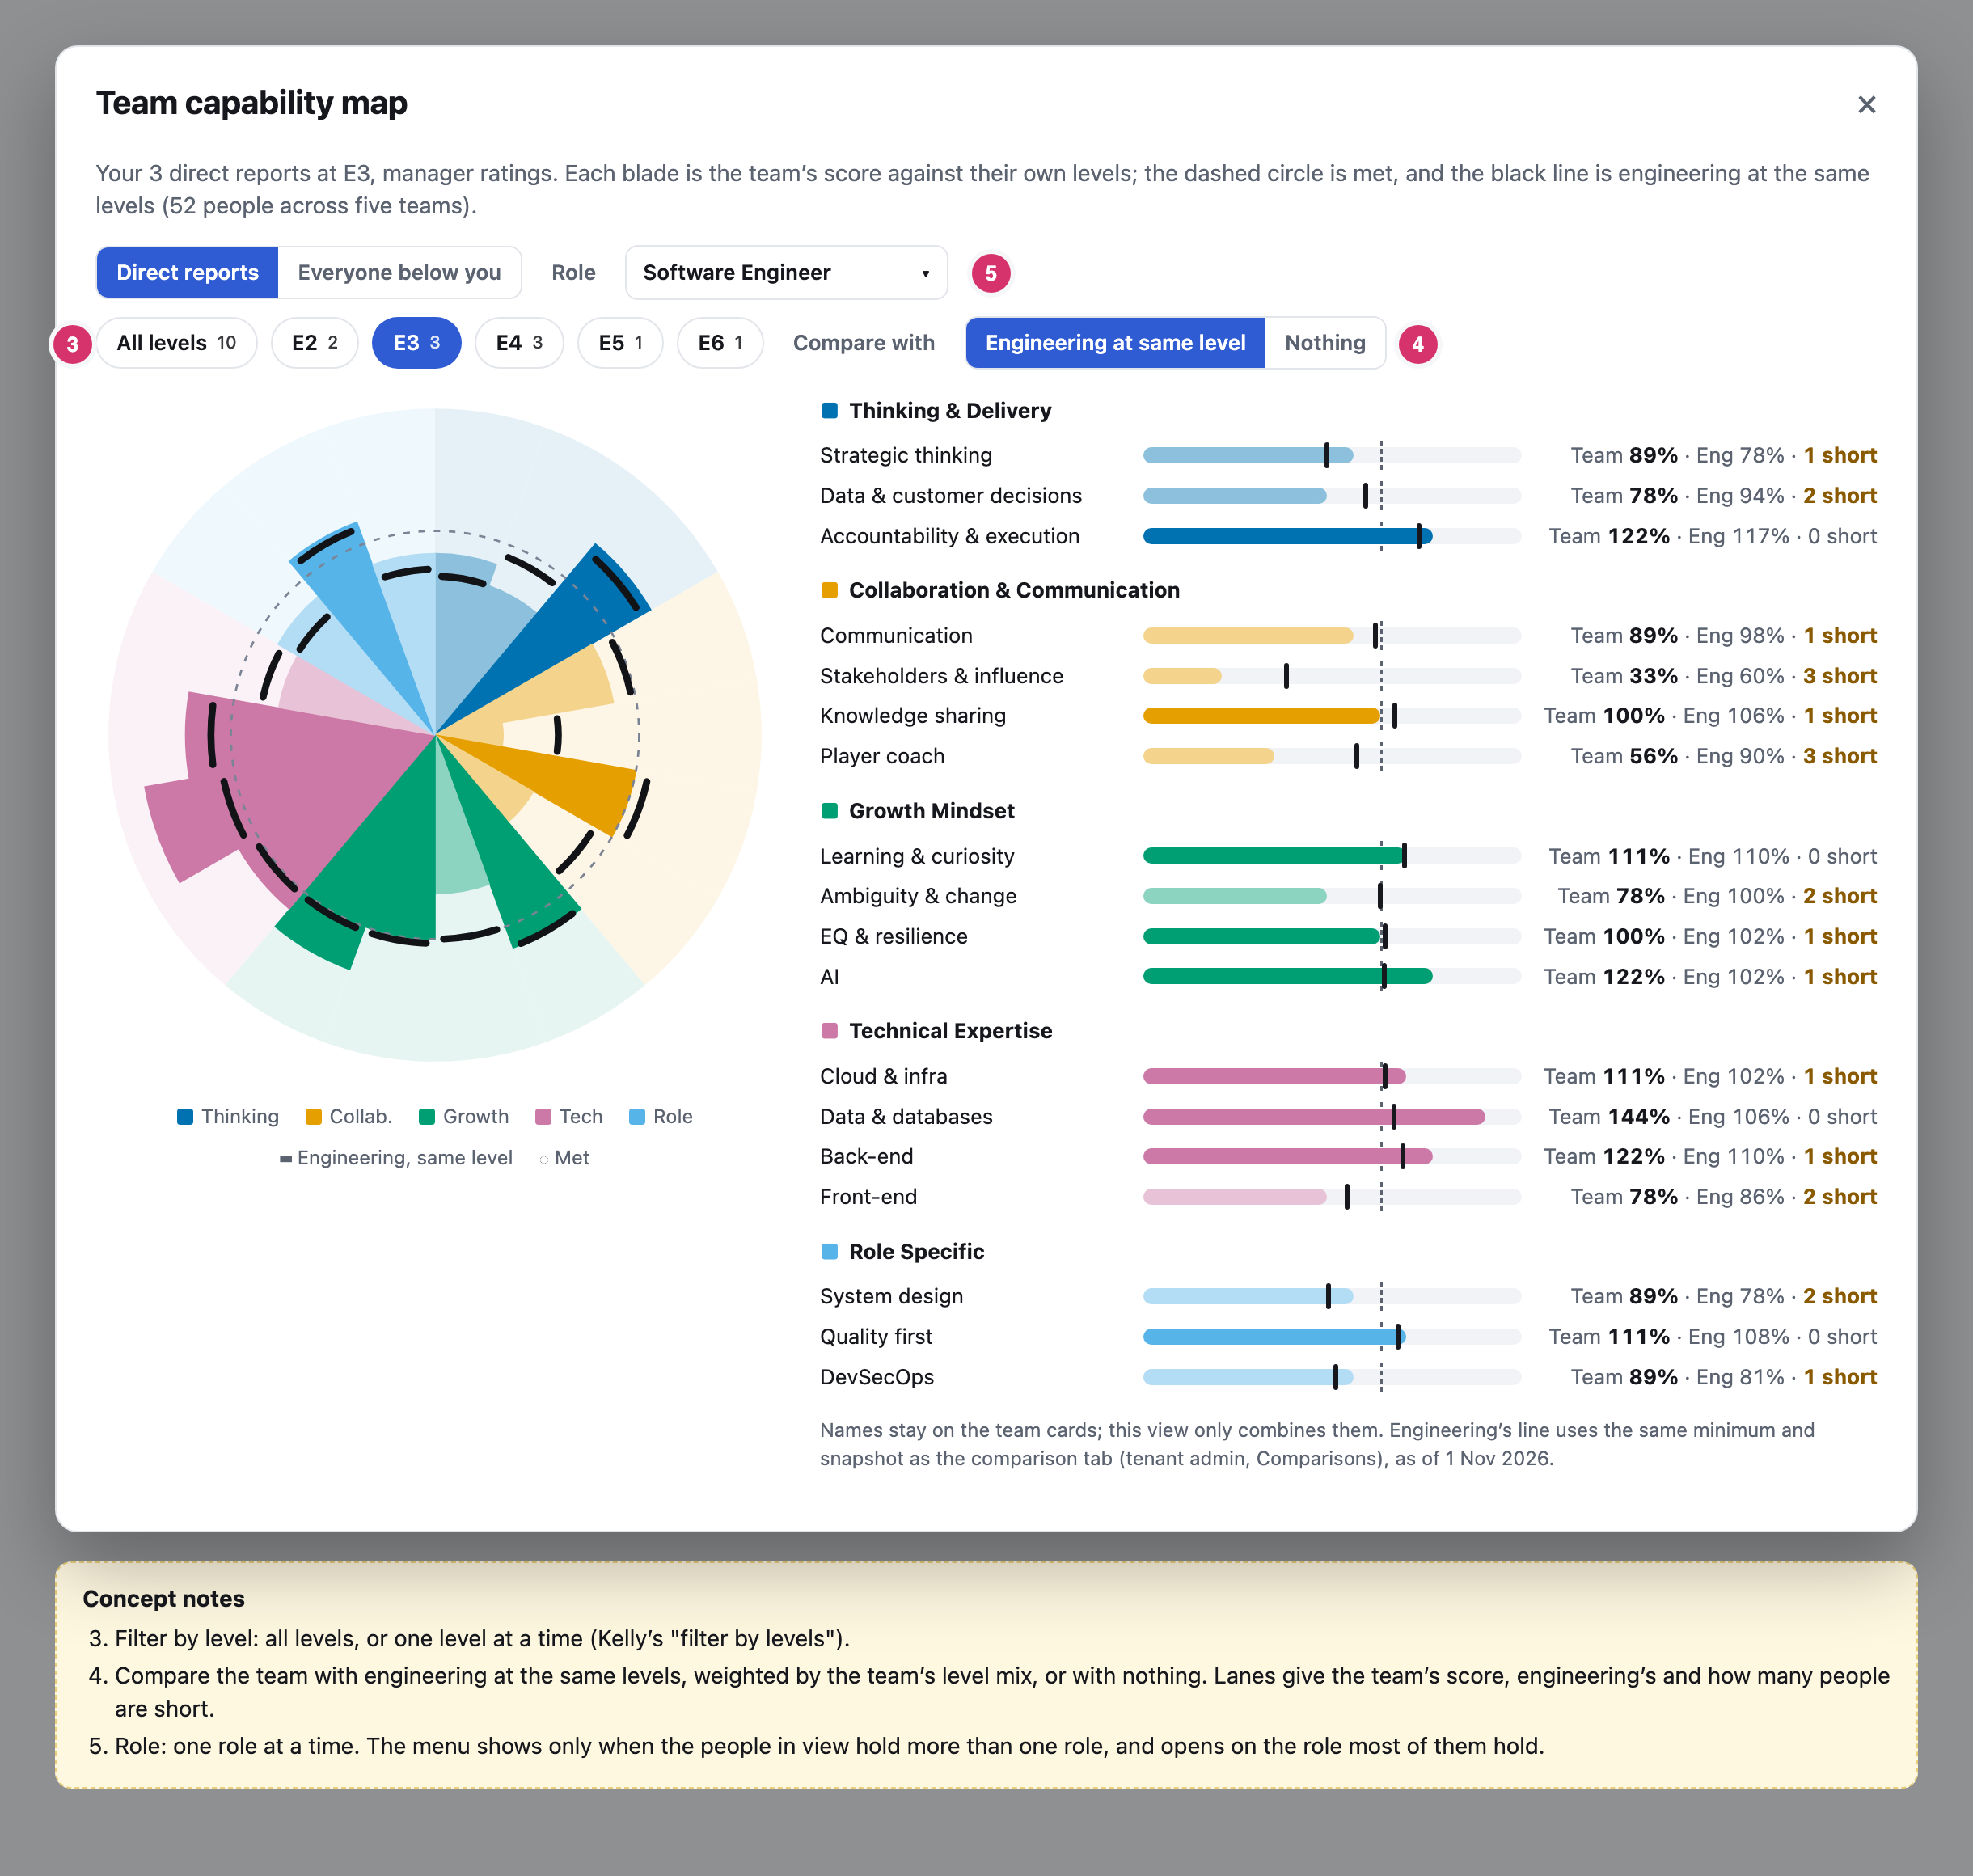 Team capability map
×
Your 3 direct reports at E3, manager ratings. Each blade is the team’s score against their own levels; the dashed circle is met, and the black line is engineering at the same
levels (52 people across five teams).
Direct reports Everyone below you Role Software Engineer ▾ 5
3 All levels 10 E2 2 E3 3 E4 3 E5 1 E6 1 Compare with Engineering at same level Nothing 4
Thinking Collab. Growth Tech Role
Engineering, same level Met
Thinking & Delivery
Strategic thinking Team 89% · Eng 78% · 1 short
Data & customer decisions Team 78% · Eng 94% · 2 short
Accountability & execution Team 122% · Eng 117% · 0 short
Collaboration & Communication
Communication Team 89% · Eng 98% · 1 short
Stakeholders & influence Team 33% · Eng 60% · 3 short
Knowledge sharing Team 100% · Eng 106% · 1 short
Player coach Team 56% · Eng 90% · 3 short
Growth Mindset
Learning & curiosity Team 111% · Eng 110% · 0 short
Ambiguity & change Team 78% · Eng 100% · 2 short
EQ & resilience Team 100% · Eng 102% · 1 short
AI Team 122% · Eng 102% · 1 short
Technical Expertise
Cloud & infra Team 111% · Eng 102% · 1 short
Data & databases Team 144% · Eng 106% · 0 short
Back-end Team 122% · Eng 110% · 1 short
Front-end Team 78% · Eng 86% · 2 short
Role Specific
System design Team 89% · Eng 78% · 2 short
Quality first Team 111% · Eng 108% · 0 short
DevSecOps Team 89% · Eng 81% · 1 short
Names stay on the team cards; this view only combines them. Engineering’s line uses the same minimum and
snapshot as the comparison tab (tenant admin, Comparisons), as of 1 Nov 2026.
Concept notes
3. Filter by level: all levels, or one level at a time (Kelly’s "filter by levels").
4. Compare the team with engineering at the same levels, weighted by the team’s level mix, or with nothing. Lanes give the team’s score, engineering’s and how many people
are short.
5. Role: one role at a time. The menu shows only when the people in view hold more than one role, and opens on the role most of them hold.